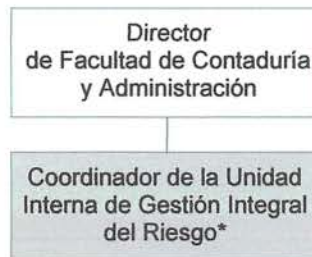 Director
de Facultad de Contaduría
y Administración
Coordinador de la Unidad
Interna de Gestión Integral
del Riesgo*